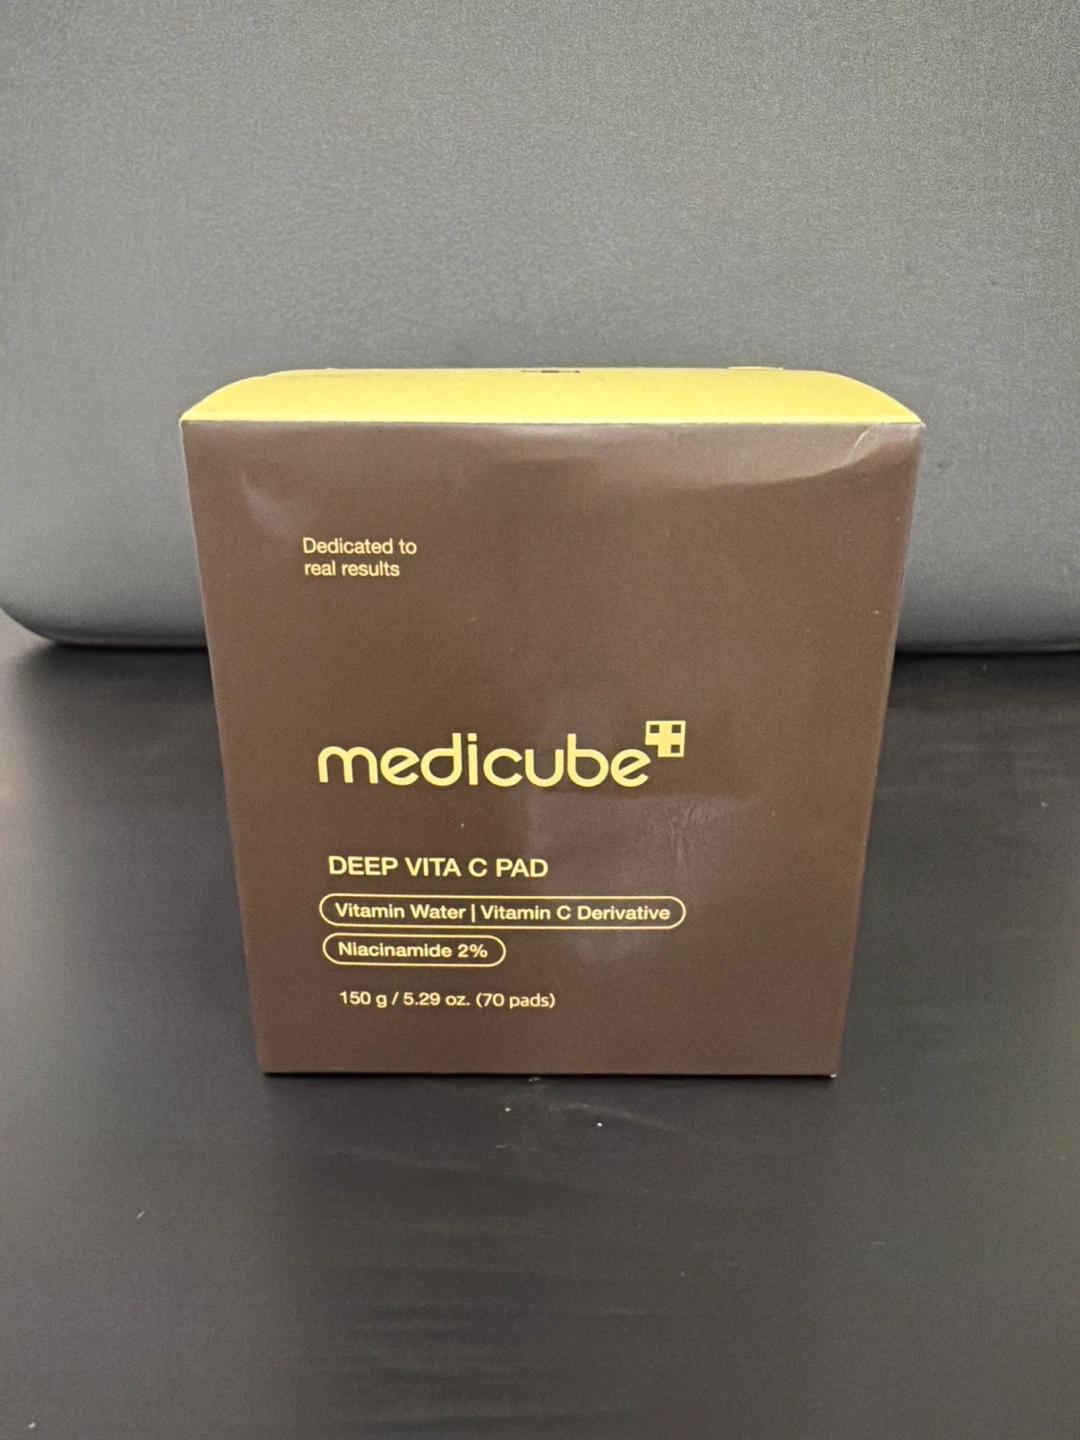 Dedicated to
real results
medicube
DEEP VITA C PAD
Vitamin Water | Vitamin C Derivative
Niacinamide 2%
150 g / 5.29 oz. (70 pads)